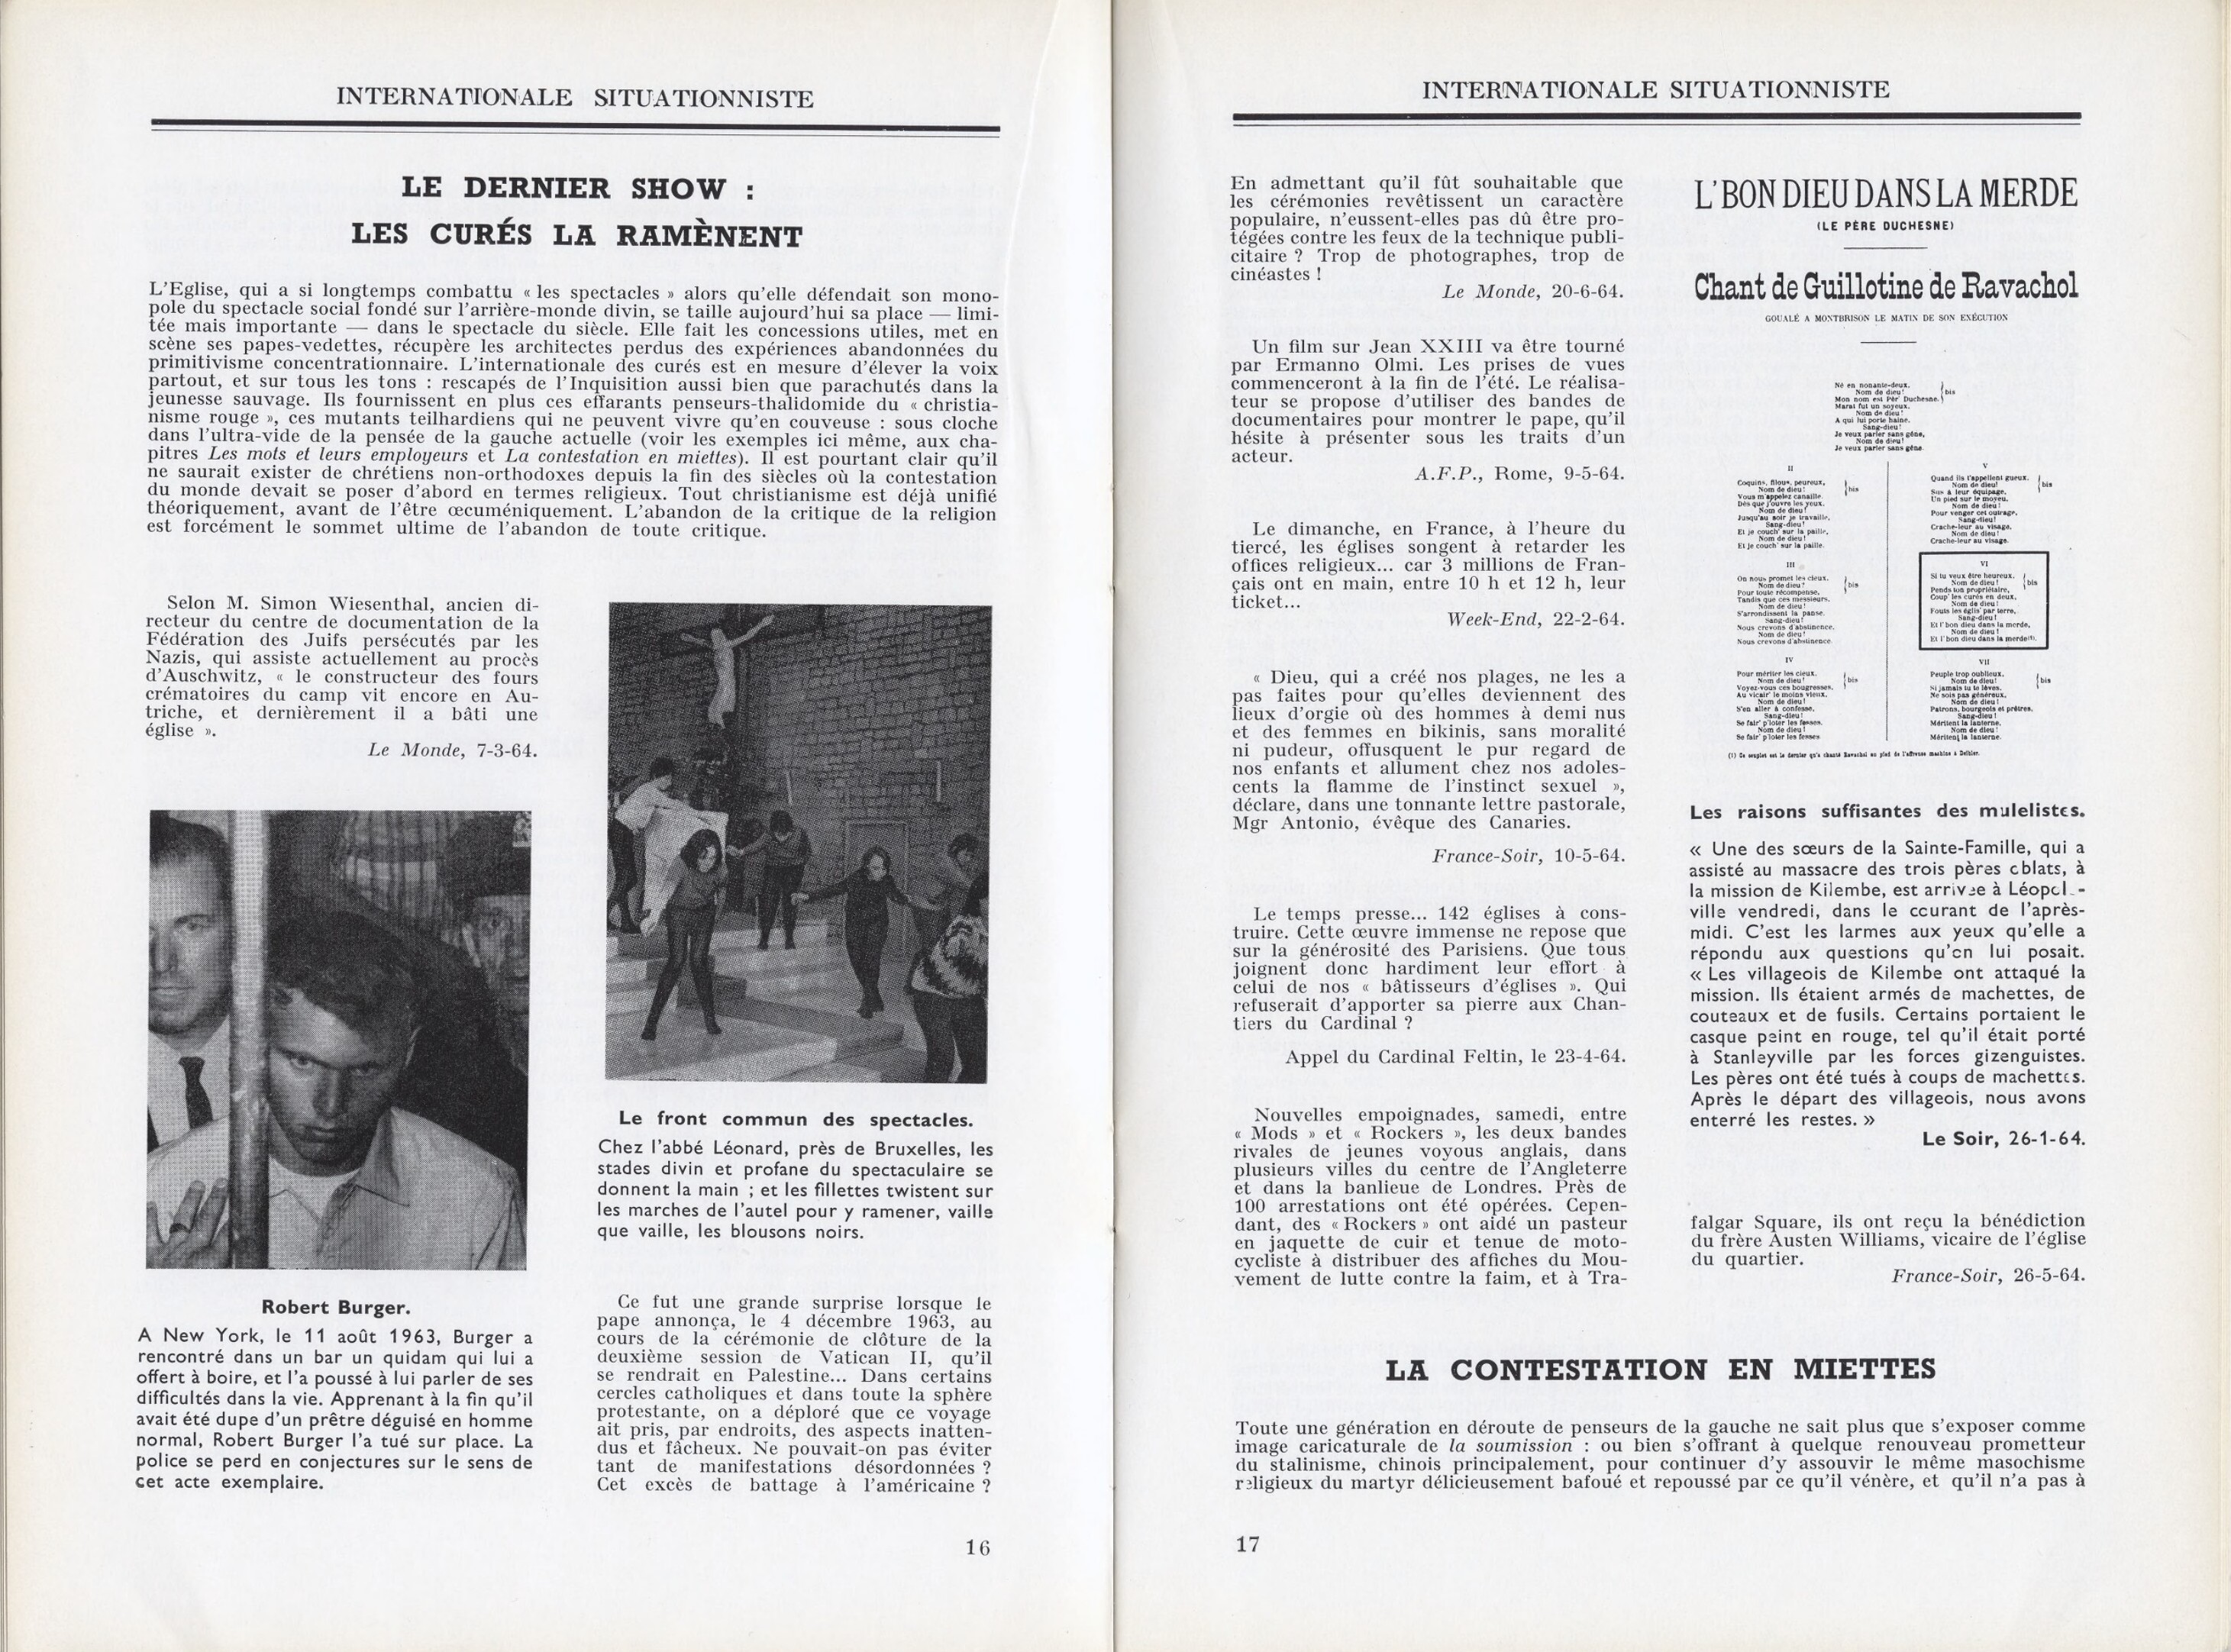 INTERNATIONALE SITUATIONNISTE
LE DERNIER SHOW :
LES CURÉS LA RAMÈNENT
L'Eglise, qui a si longtemps combattu « les spectacles » alors qu'elle défendait son mono-
pole du spectacle social fondé sur l'arrière-monde divin, se taille aujourd'hui sa place — limi-
tée mais importante — dans le spectacle du siècle. Elle fait les concessions utiles, met en
scène ses papes-vedettes, récupère les architectes perdus des expériences abandonnées du
primitivisme concentrationnaire. L'internationale des curés est en mesure d'élever la voix
partout, et sur tous les tons : rescapés de l'Inquisition aussi bien que parachutés dans la
jeunesse sauvage. Ils fournissent en plus ces effarants penseurs-thalidomide du « christia-
nisme rouge », ces mutants teilhardiens qui ne peuvent vivre qu'en couveuse : sous cloche
dans l'ultra-vide de la pensée de la gauche actuelle (voir les exemples ici même, aux cha-
pitres Les mots et leurs employeurs et La contestation en miettes). Il est pourtant clair qu'il
ne saurait exister de chrétiens non-orthodoxes depuis la fin des siècles où la contestation
du monde devait se poser d'abord en termes religieux. Tout christianisme est déjà unifié
théoriquement, avant de l'être œcuméniquement. L'abandon de la critique de la religion
est forcément le sommet ultime de l'abandon de toute critique.
Selon M. Simon Wiesenthal, ancien di-
recteur du centre de documentation de la
Fédération des Juifs persécutés par les
Nazis, qui assiste actuellement au procès
d'Auschwitz, « le constructeur des fours
crématoires du camp vit encore en Au-
triche, et dernièrement il a bâti une
église ».
Le Monde, 7-3-64.
Robert Burger.
A New York, le 11 août 1963, Burger a
rencontré dans un bar un quidam qui lui a
offert à boire, et l'a poussé à lui parler de ses
difficultés dans la vie. Apprenant à la fin qu'il
avait été dupe d'un prêtre déguisé en homme
normal, Robert Burger l'a tué sur place. La
police se perd en conjectures sur le sens de
cet acte exemplaire.
Le front commun des spectacles.
Chez l'abbé Léonard, près de Bruxelles, les
stades divin et profane du spectaculaire se
donnent la main ; et les fillettes twistent sur
les marches de l'autel pour y ramener, vaille
que vaille, les blousons noirs.
Ce fut une grande surprise lorsque le
pape annonça, le 4 décembre 1963, au
cours de la cérémonie de clôture de la
deuxième session de Vatican II, qu'il
se rendrait en Palestine... Dans certains
cercles catholiques et dans toute la sphère
protestante, on a déploré que ce voyage
ait pris, par endroits, des aspects inatten-
dus et fâcheux. Ne pouvait-on pas éviter
tant de manifestations désordonnées ?
Cet excès de battage à l'américaine ?
16
INTERNATIONALE SITUATIONNISTE
En admettant qu'il fût souhaitable que
les cérémonies revêtissent un caractère
populaire, n'eussent-elles pas dû être pro-
tégées contre les feux de la technique publi-
citaire ? Trop de photographes, trop de
cinéastes !
Le Monde, 20-6-64.
Un film sur Jean XXIII va être tourné
par Ermanno Olmi. Les prises de vues
commenceront à la fin de l'été. Le réalisa-
teur se propose d'utiliser des bandes de
documentaires pour montrer le pape, qu'il
hésite à présenter sous les traits d'un
acteur.
A.F.P., Rome, 9-5-64.
Le dimanche, en France, à l'heure du
tiercé, les églises songent à retarder les
offices religieux... car 3 millions de Fran-
çais ont en main, entre 10 h et 12 h, leur
ticket...
Week-End, 22-2-64.
« Dieu, qui a créé nos plages, ne les a
pas faites pour qu'elles deviennent des
lieux d'orgie où des hommes à demi nus
et des femmes en bikinis, sans moralité
ni pudeur, offusquent le pur regard de
nos enfants et allument chez nos adoles-
cents la flamme de l'instinct sexuel »,
déclare, dans une tonnante lettre pastorale,
Mgr Antonio, évêque des Canaries.
France-Soir, 10-5-64.
Le temps presse... 142 églises à cons-
truire. Cette œuvre immense ne repose que
sur la générosité des Parisiens. Que tous
joignent donc hardiment leur effort à
celui de nos « bâtisseurs d'églises ». Qui
refuserait d'apporter sa pierre aux Chan-
tiers du Cardinal ?
Appel du Cardinal Feltin, le 23-4-64.
Nouvelles empoignades, samedi, entre
« Mods » et « Rockers », les deux bandes
rivales de jeunes voyous anglais, dans
plusieurs villes du centre de l'Angleterre
et dans la banlieue de Londres. Près de
100 arrestations ont été opérées. Cepen-
dant, des « Rockers » ont aidé un pasteur
en jaquette de cuir et tenue de moto-
cycliste à distribuer des affiches du Mou-
vement de lutte contre la faim, et à Tra-
L'BON DIEU DANS LA MERDE
(LE PÈRE DUCHESNE)
Chant de Guillotine de Ravachol
GOUALÉ A MONTBRISON LE MATIN DE SON EXÉCUTION
Né en nonante-deux,
Nom de dieu !
Mon nom est Pèr' Duchesne.
bis
Marat fut un soyeux,
Nom de dieu !
A qui lui porte haine,
Sang-dieu !
Je veux parler sans gêne,
Nom de dieu !
Je veux parler sans gêne.
II
Coquins, filous, peureux,
Nom de dieu !
Vous m'appelez canaille.
bis
Dès que j'ouvre les yeux,
Nom de dieu !
Jusqu'au soir je travaille,
Sang-dieu !
Et je couch' sur la paille,
Nom de dieu !
Et je couch' sur la paille.
III
On nous promet les cieux,
Nom de dieu !
Pour toute récompense,
bis
Tandis que ces messieurs,
Nom de dieu !
S'arrondissent la panse,
Sang-dieu !
Nous crevons d'abstinence,
Nom de dieu !
Nous crevons d'abstinence.
IV
Pour mériter les cieux,
Nom de dieu !
Voyez-vous ces bougresses,
bis
Au vicair' le moins vieux,
Nom de dieu !
S'en aller à confesse,
Sang-dieu !
Se fair' p'loter les fesses,
Nom de dieu !
Se fair' p'loter les fesses
V
Quand ils t'appellent gueux,
Nom de dieu !
Sus à leur équipage,
bis
Un pied sur le moyeu,
Nom de dieu !
Pour venger cet outrage,
Sang-dieu !
Crache-leur au visage,
Nom de dieu !
Crache-leur au visage.
VI
Si tu veux être heureux,
Nom de dieu !
Pends ton propriétaire,
bis
Coup' les curés en deux,
Nom de dieu !
Fouts les églis' par terre,
Sang-dieu !
Et l'bon dieu dans la merde,
Nom de dieu !
Et l'bon dieu dans la merde(1).
VII
Peuple trop oublieux,
Nom de dieu !
Si jamais tu te lèves,
bis
Ne sois pas généreux,
Nom de dieu !
Patrons, bourgeois et prêtres,
Sang-dieu !
Méritent la lanterne,
Nom de dieu !
Méritent la lanterne.
(1) Ce couplet est le dernier qu'a chanté Ravachol au pied de l'affreuse machine à Deibler.
Les raisons suffisantes des mulelistes.
« Une des sœurs de la Sainte-Famille, qui a
assisté au massacre des trois pères oblats, à
la mission de Kilembe, est arrivée à Léopol-
ville vendredi, dans le courant de l'après-
midi. C'est les larmes aux yeux qu'elle a
répondu aux questions qu'on lui posait.
« Les villageois de Kilembe ont attaqué la
mission. Ils étaient armés de machettes, de
couteaux et de fusils. Certains portaient le
casque peint en rouge, tel qu'il était porté
à Stanleyville par les forces gizenguistes.
Les pères ont été tués à coups de machettes.
Après le départ des villageois, nous avons
enterré les restes. »
Le Soir, 26-1-64.
falgar Square, ils ont reçu la bénédiction
du frère Austen Williams, vicaire de l'église
du quartier.
France-Soir, 26-5-64.
LA CONTESTATION EN MIETTES
Toute une génération en déroute de penseurs de la gauche ne sait plus que s'exposer comme
image caricaturale de la soumission : ou bien s'offrant à quelque renouveau prometteur
du stalinisme, chinois principalement, pour continuer d'y assouvir le même masochisme
religieux du martyr délicieusement bafoué et repoussé par ce qu'il vénère, et qu'il n'a pas à
17